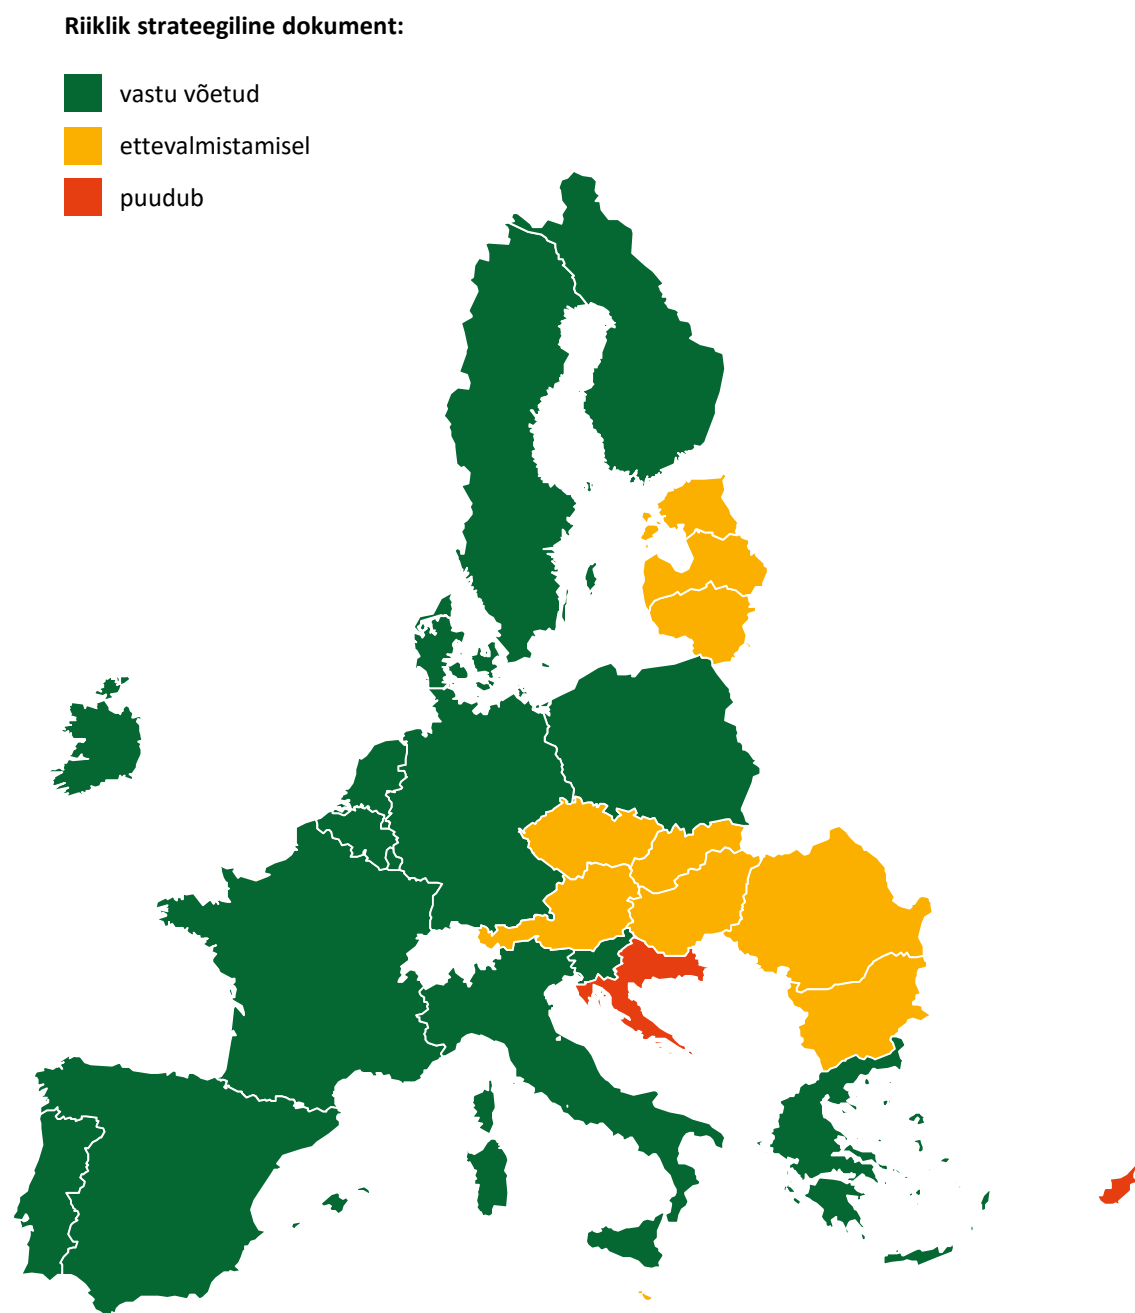 Riiklik strateegiline dokument:
vastu võetud
ettevalmistamisel
puudub